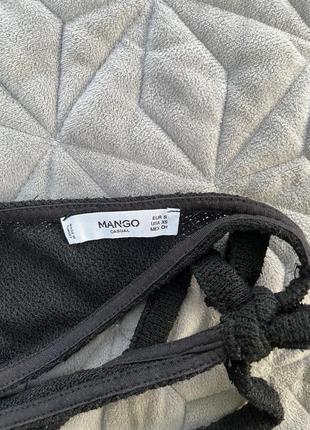 MANGO
CASUAL
EUR S
USA XS
MEX CH